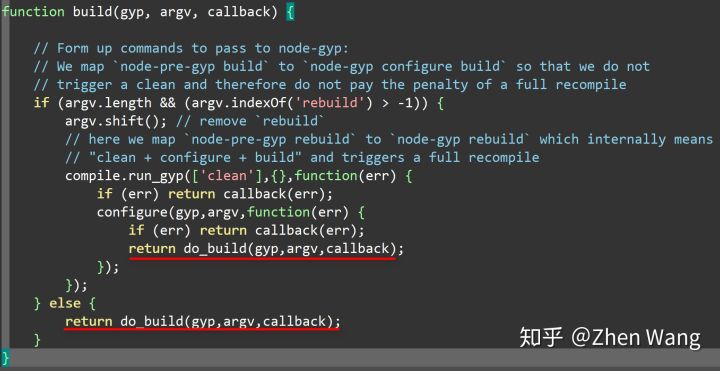 function build(gyp, argv, callback) {
// Form up commands to pass to node-gyp:
// We map `node-pre-gyp build` to `node-gyp configure build` so that we do not
// trigger a clean and therefore do not pay the penalty of a full recompile
if (argv.length && (argv.indexOf('rebuild') > -1)) {
argv.shift(); // remove `rebuild`
// here we map `node-pre-gyp rebuild` to `node-gyp rebuild` which internally means
// "clean + configure + build" and triggers a full recompile
compile.run_gyp(['clean'],{},function(err) {
if (err) return callback(err);
configure(gyp,argv,function(err) {
if (err) return callback(err);
return do_build(gyp,argv,callback);
});
});
} else {
return do_build(gyp,argv,callback);
}
}
知乎 @Zhen Wang